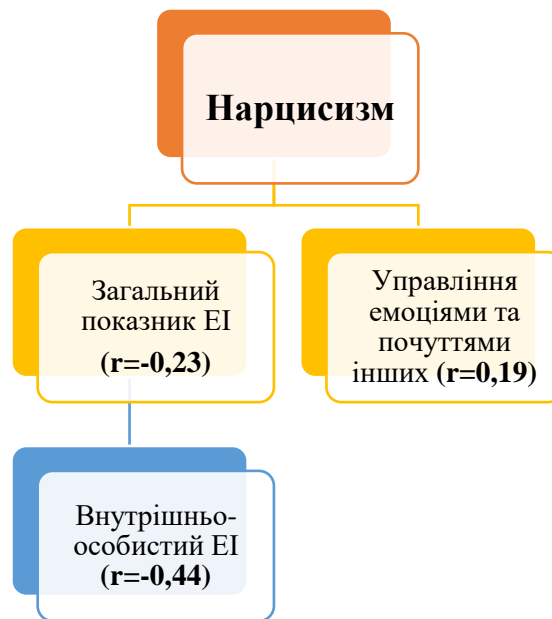 Нарцисизм
Загальний
показник ЕІ
(r=-0,23)
Управління
емоціями та
почуттями
інших (r=0,19)
Внутрішньо-
особистий ЕІ
(r=-0,44)